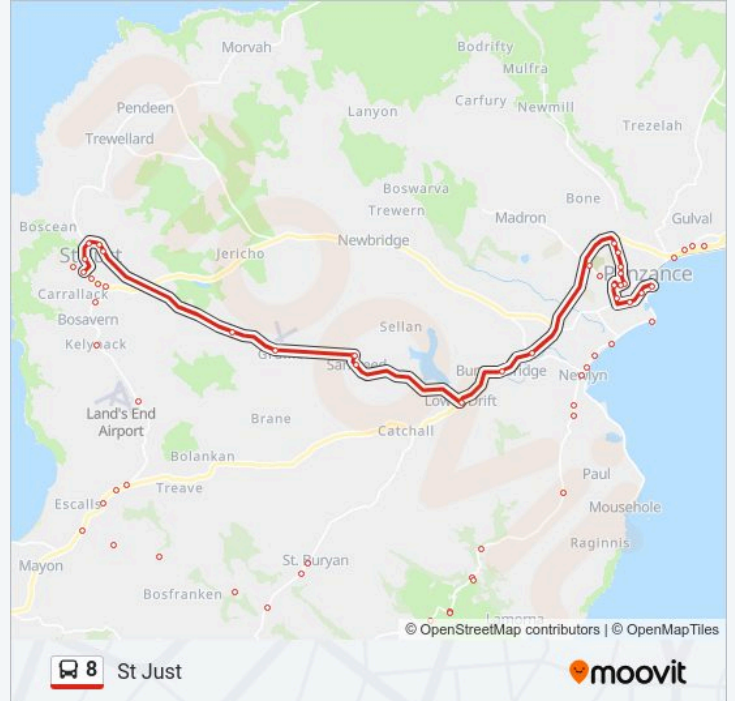 Morvah
Bodrifty
Mulfra
Pendeen
Lanyon
Carfury
Newmill
Trewellard
Trezelah
Boswarva
Trewern
Bone
Boscean
Madron
Gulval
Jericho
Newbridge
Penzance
Carrallack
Bosavern
Sellan
Kelynack
Newlyn
Land's End
Airport
Brane
Catchall
Bolankan
Treave
Paul
Escalls
Mousehole
Raginnis
Mayon
St. Buryan
Bosfranken
Lamorna
© OpenStreetMap contributors | © OpenMapTiles
8 St Just
moovit